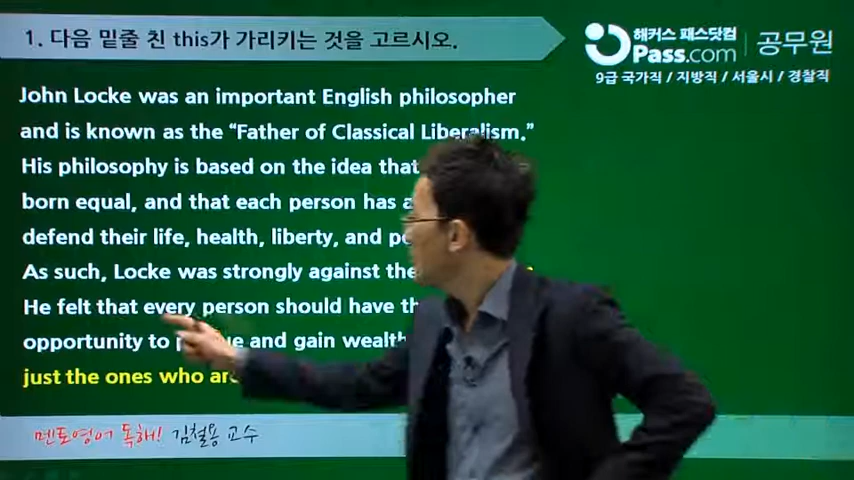 1. 다음 밑줄 친 this가 가리키는 것을 고르시오.
해커스 패스닷컴
Pass.com
공무원
9급 국가직 / 지방직 / 서울시 / 경찰직
John Locke was an important English philosopher
and is known as the “Father of Classical Liberalism.”
His philosophy is based on the idea that
born equal, and that each person has
defend their life, health, liberty, and
As such, Locke was strongly against the
He felt that every person should have
opportunity to and gain wealth
just the ones who
멘토영어 독해! 김철용 교수